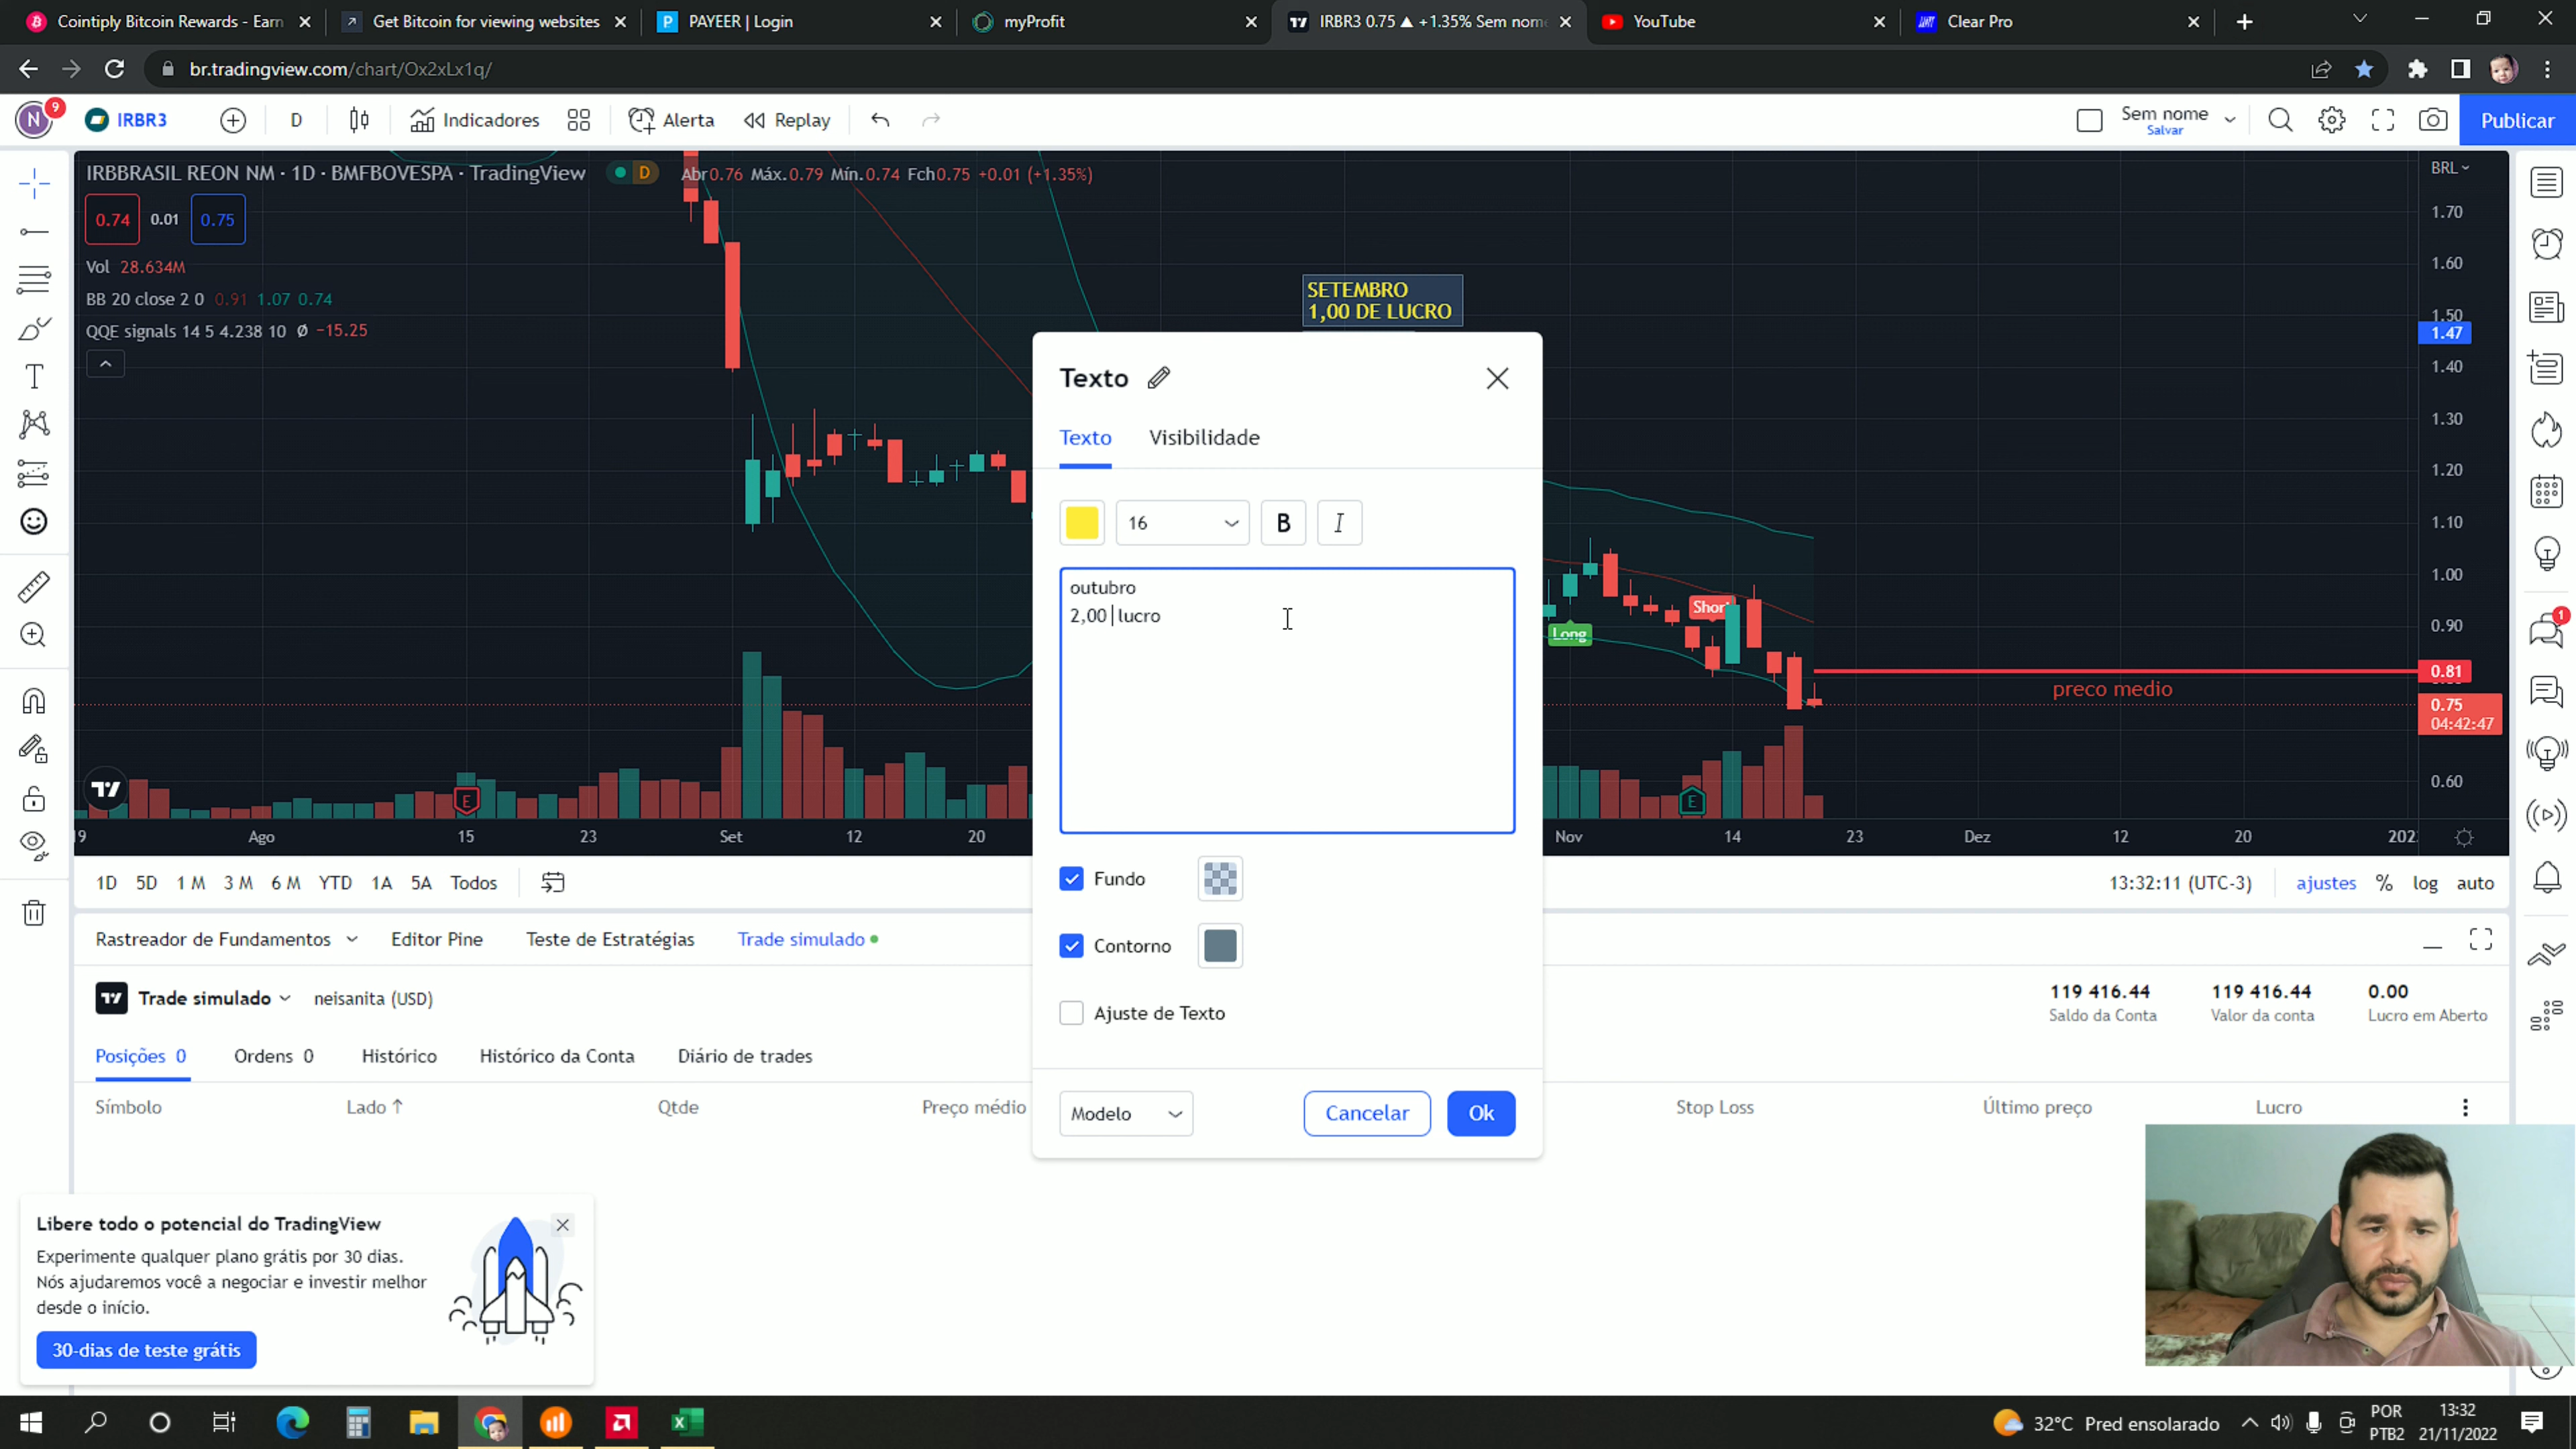 Cointiply Bitcoin Rewards - Earn
Get Bitcoin for viewing websites
PAYEER | Login
myProfit
IRBR3 0.75 ▲ +1.35% Sem nome
YouTube
Clear Pro
br.tradingview.com/chart/Ox2xLx1q/
N
9
IRBR3
D
Indicadores
Alerta
Replay
Sem nome
Salvar
Publicar
IRBBRASIL REON NM · 1D · BMFBOVESPA · TradingView
D
Abr0.76 Máx.0.79 Mín.0.74 Fch0.75 +0.01 (+1.35%)
BRL
0.74 0.01 0.75
Vol 28.634M
BB 20 close 2 0 0.91 1.07 0.74
QQE signals 14 5 4.238 10 Ø −15.25
SETEMBRO
1,00 DE LUCRO
1.70
1.60
1.50
1.47
1.40
1.30
1.20
1.10
1.00
0.90
0.81
0.75
04:42:47
0.60
Long
Short
preco medio
E
E
19 Ago 15 23 Set 12 20 Nov 14 23 Dez 12 20 202
Texto
Texto Visibilidade
16 B I
outubro
2,00 lucro
Fundo
Contorno
Ajuste de Texto
Modelo
Cancelar
Ok
1D 5D 1 M 3 M 6 M YTD 1A 5A Todos
13:32:11 (UTC-3) ajustes % log auto
Rastreador de Fundamentos Editor Pine Teste de Estratégias Trade simulado
Trade simulado neisanita (USD)
119 416.44 119 416.44 0.00
Saldo da Conta Valor da conta Lucro em Aberto
Posições 0 Ordens 0 Histórico Histórico da Conta Diário de trades
Símbolo Lado ↑ Qtde Preço médio Stop Loss Último preço Lucro
1
Libere todo o potencial do TradingView
Experimente qualquer plano grátis por 30 dias.
Nós ajudaremos você a negociar e investir melhor
desde o início.
30-dias de teste grátis
32°C Pred ensolarado
POR
PTB2
13:32
21/11/2022